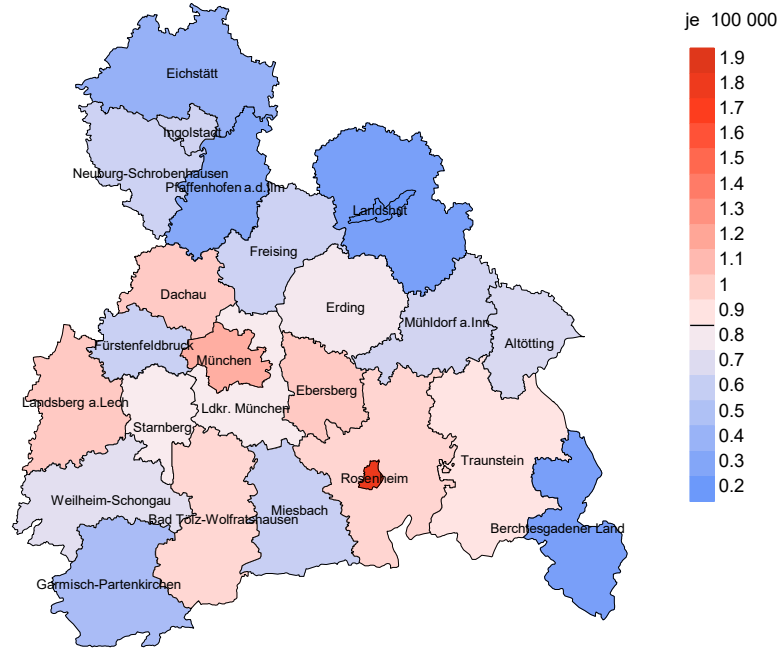 je 100 000
Eichstätt
1.9
1.8
1.7
1.6
1.5
1.4
1.3
1.2
1.1
1
0.9
0.8
0.7
0.6
0.5
0.4
0.3
0.2
Ingolstadt
Neuburg-Schrobenhausen
Pfaffenhofen a.d.Ilm
Landshut
Freising
Dachau
Erding
Mühldorf a.Inn
Altötting
Fürstenfeldbruck
München
Ebersberg
Landsberg a.Lech
Ldkr. München
Starnberg
Traunstein
Rosenheim
Weilheim-Schongau
Miesbach
Bad Tölz-Wolfratshausen
Berchtesgadener Land
Garmisch-Partenkirchen